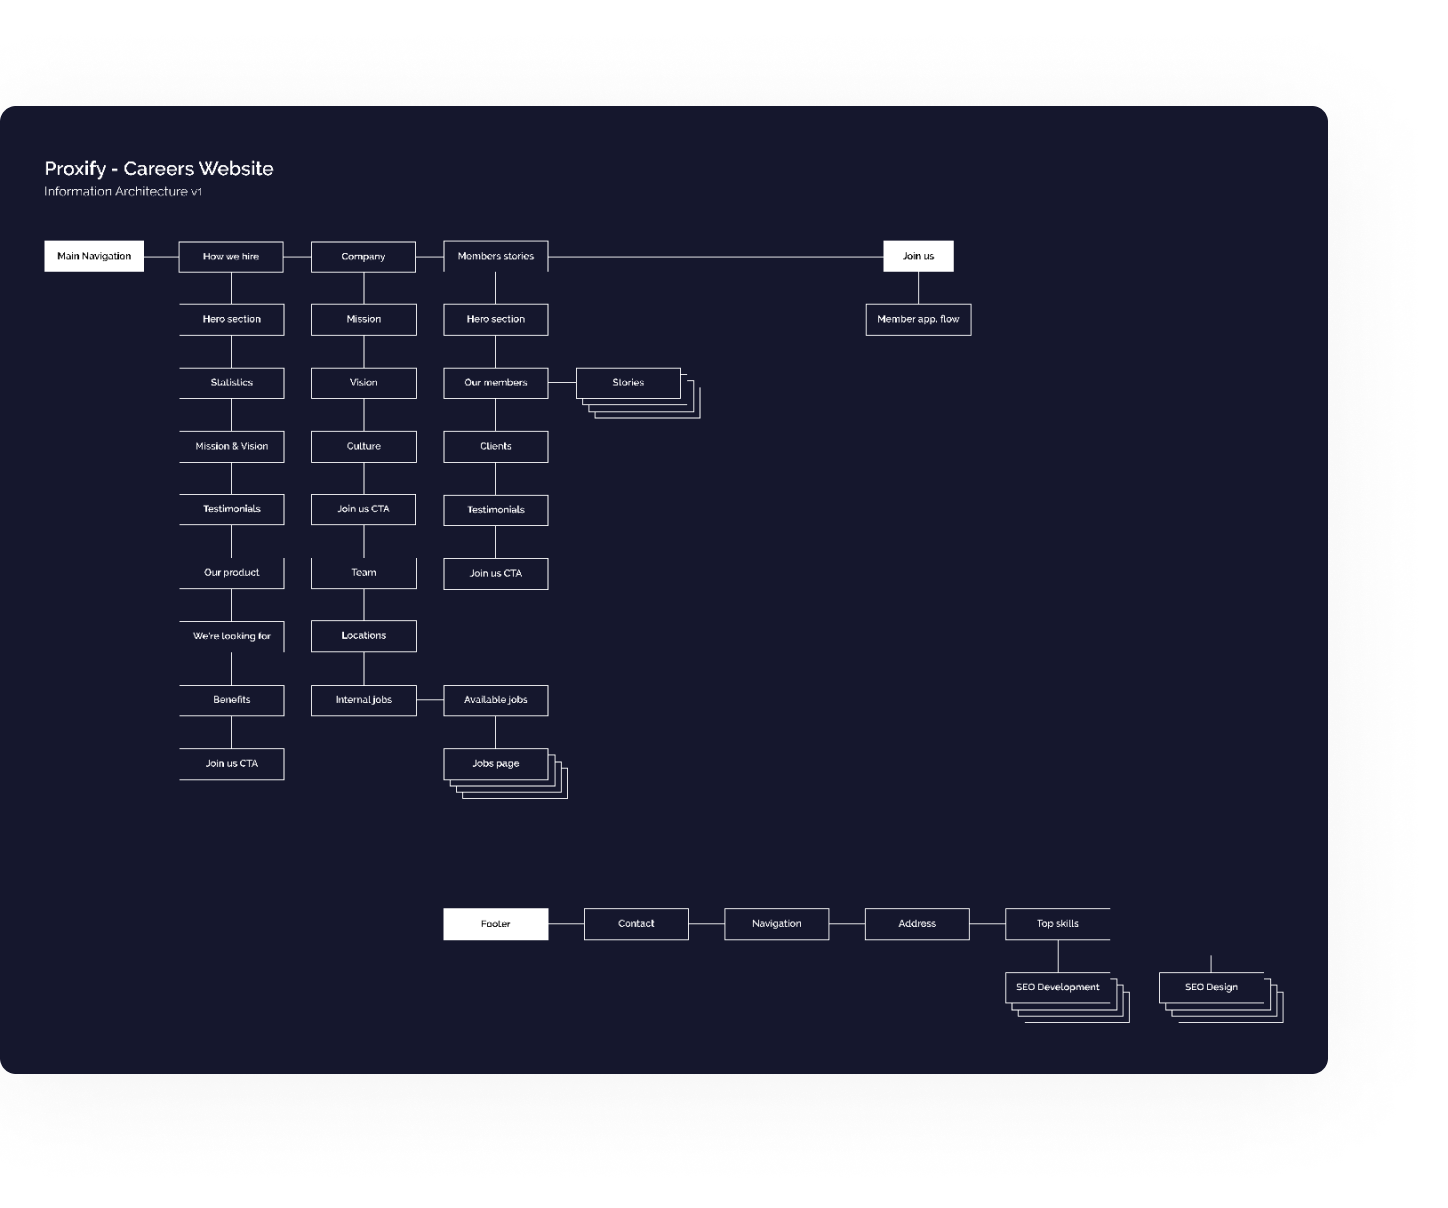 Proxify - Careers Website
Information Architecture v1
Main Navigation
How we hire
Company
Members stories
Join us
Hero section
Mission
Hero section
Member app. flow
Statistics
Vision
Our members
Stories
Mission & Vision
Culture
Clients
Testimonials
Join us CTA
Testimonials
Our product
Team
Join us CTA
We're looking for
Locations
Benefits
Internal jobs
Available jobs
Join us CTA
Jobs page
Footer
Contact
Navigation
Address
Top skills
SEO Development
SEO Design